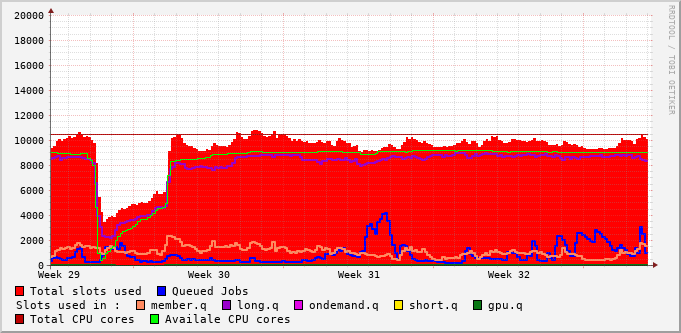 20000
18000
16000
14000
12000
10000
8000
6000
4000
2000
0
Week 29 Week 30 Week 31 Week 32
RRDTOOL / TOBI OETIKER
Total slots used Queued Jobs
Slots used in : member.q long.q ondemand.q short.q gpu.q
Total CPU cores Availale CPU cores